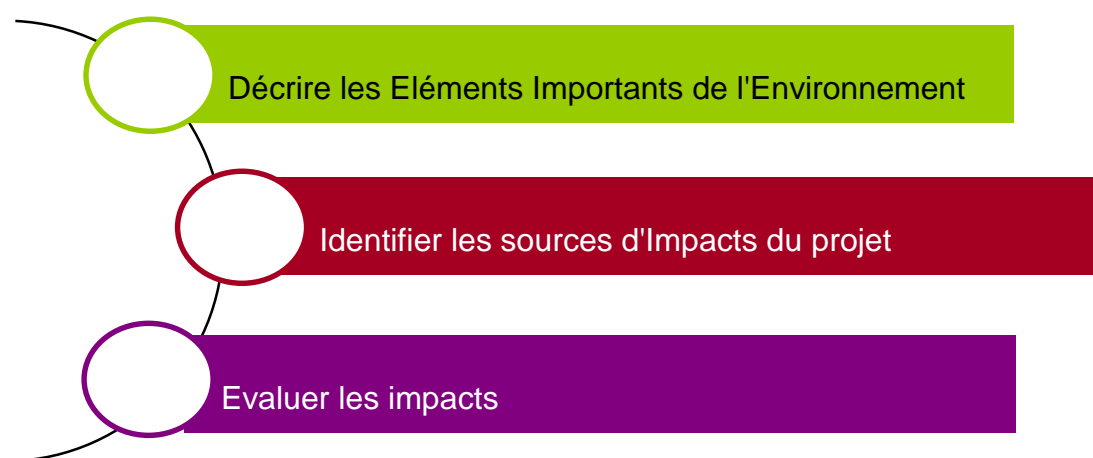 Décrire les Eléments Importants de l'Environnement
Identifier les sources d'Impacts du projet
Evaluer les impacts